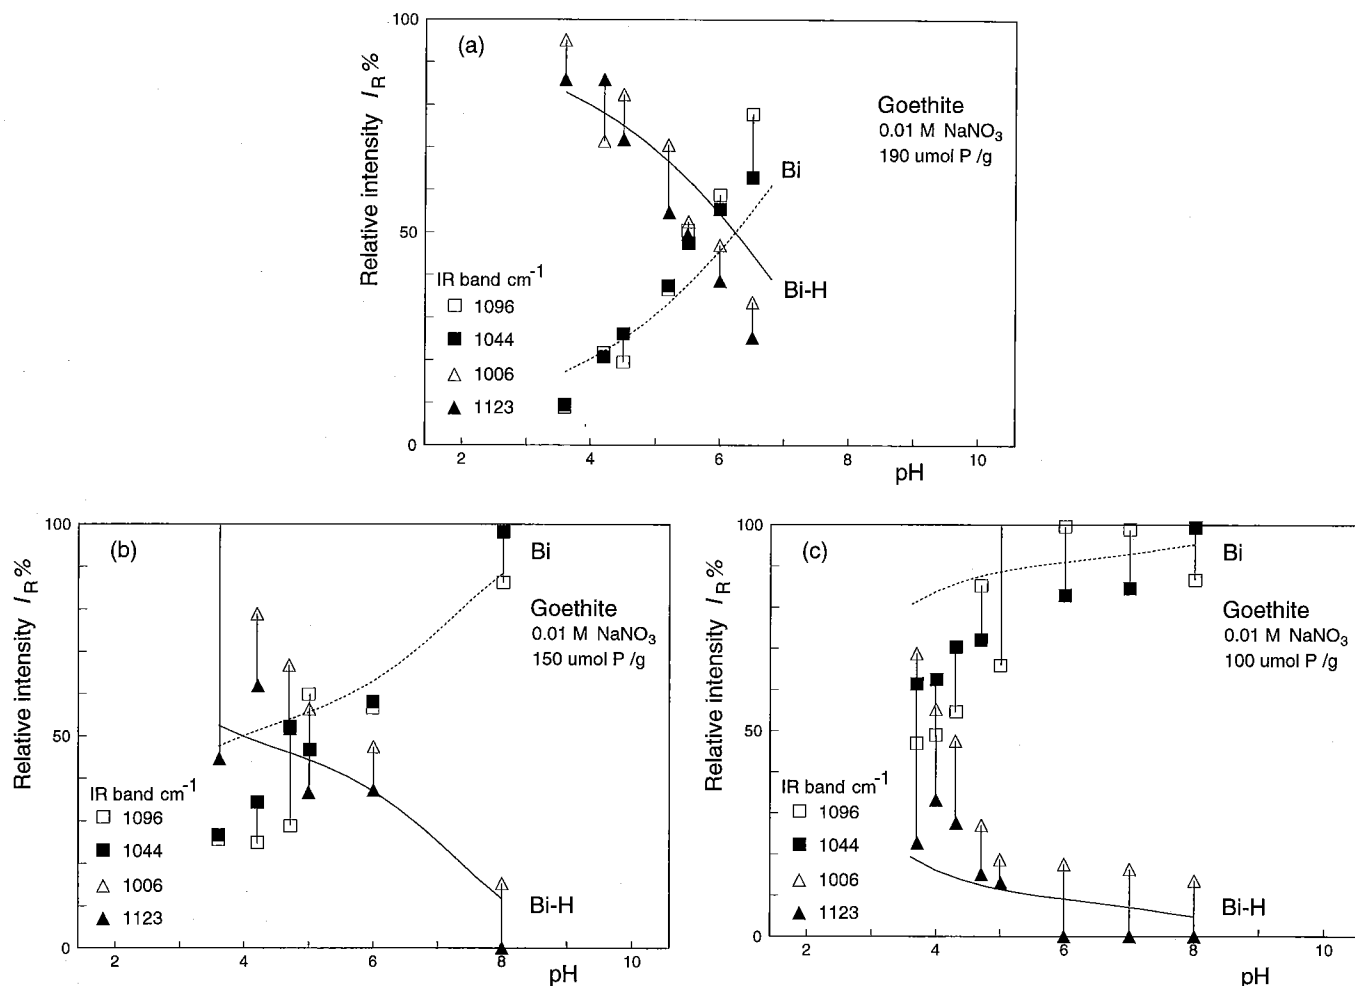 (a)
Relative intensity I_R %
100
50
0
Goethite
0.01 M NaNO₃
190 umol P /g
Bi
Bi-H
IR band cm⁻¹
1096
1044
1006
1123
2 4 6 8 10
pH
(b)
Relative intensity I_R %
100
50
0
Bi
Goethite
0.01 M NaNO₃
150 umol P /g
Bi-H
IR band cm⁻¹
1096
1044
1006
1123
2 4 6 8 10
pH
(c)
Relative intensity I_R %
100
50
0
Bi
Goethite
0.01 M NaNO₃
100 umol P /g
Bi-H
IR band cm⁻¹
1096
1044
1006
1123
2 4 6 8 10
pH